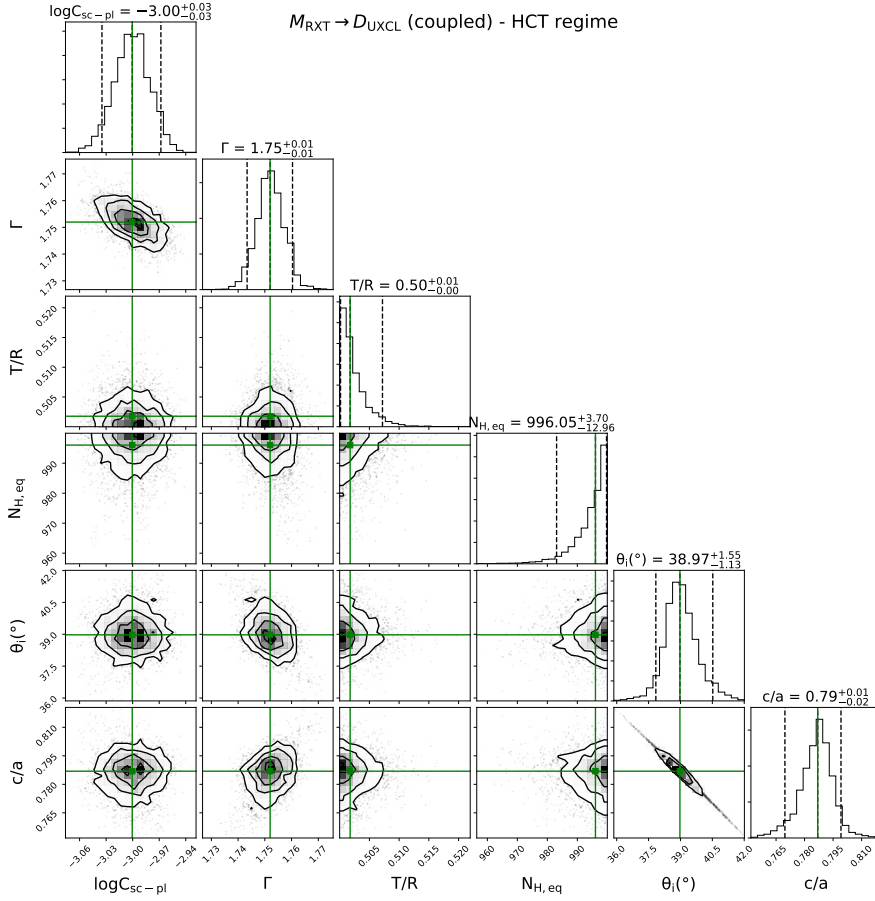 logC_sc−pl = −3.00 +0.03 −0.03
M_RXT → D_UXCL (coupled) - HCT regime
Γ = 1.75 +0.01 −0.01
1.77
1.76
1.75
1.74
1.73
Γ
T/R = 0.50 +0.01 −0.00
0.520
0.515
0.510
0.505
T/R
N_H,eq = 996.05 +3.70 −12.96
990
980
970
960
N_H,eq
θ_i(°) = 38.97 +1.55 −1.13
42.0
40.5
39.0
37.5
36.0
θ_i(°)
c/a = 0.79 +0.01 −0.02
0.810
0.795
0.780
0.765
c/a
−3.06 −3.03 −3.00 −2.97 −2.94 1.73 1.74 1.75 1.76 1.77 0.505 0.510 0.515 0.520 960 970 980 990 36.0 37.5 39.0 40.5 42.0 0.765 0.780 0.795 0.810
logC_sc−pl Γ T/R N_H,eq θ_i(°) c/a